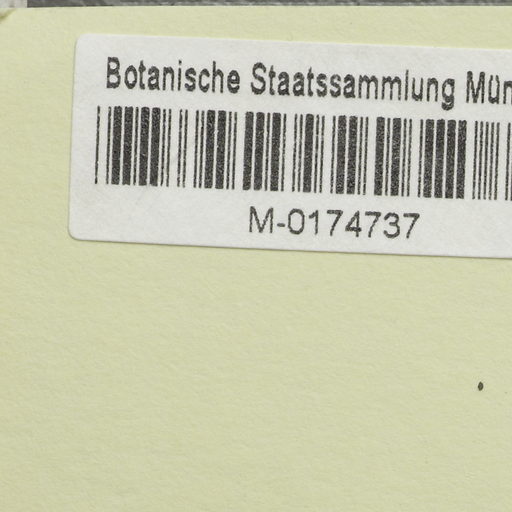 Botanische Staatssammlung Mün
M-0174737